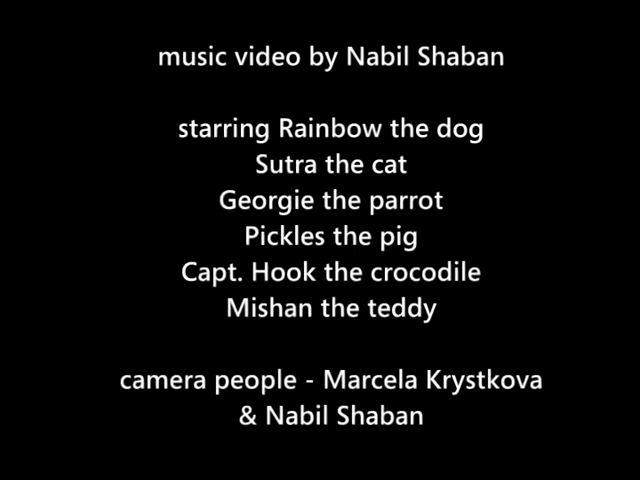 music video by Nabil Shaban
starring Rainbow the dog
Sutra the cat
Georgie the parrot
Pickles the pig
Capt. Hook the crocodile
Mishan the teddy
camera people - Marcela Krystkova
& Nabil Shaban